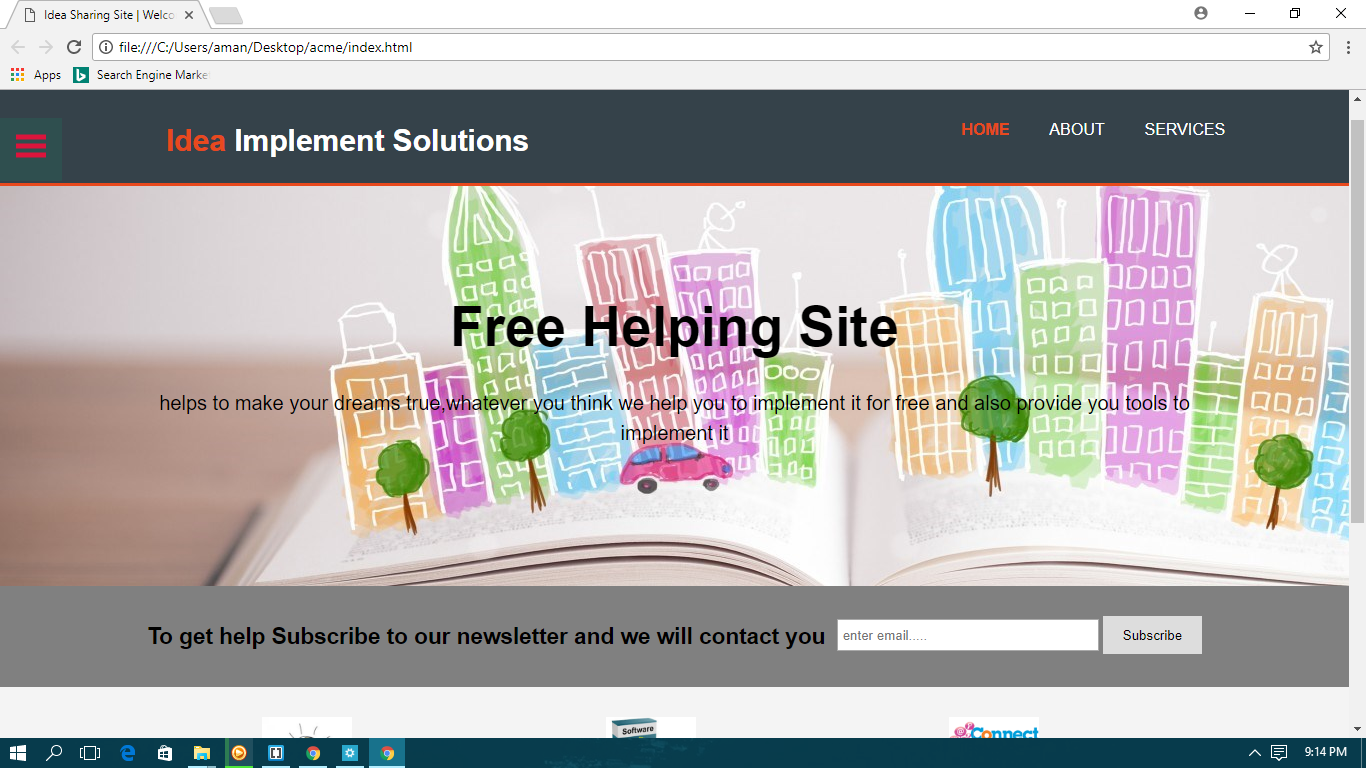 Idea Sharing Site | Welco
file:///C:/Users/aman/Desktop/acme/index.html
Apps
Search Engine Marke
Idea Implement Solutions
HOME
ABOUT
SERVICES
Free Helping Site
helps to make your dreams true,whatever you think we help you to implement it for free and also provide you tools to
implement it
To get help Subscribe to our newsletter and we will contact you
enter email.....
Subscribe
Software
Connect
9:14 PM